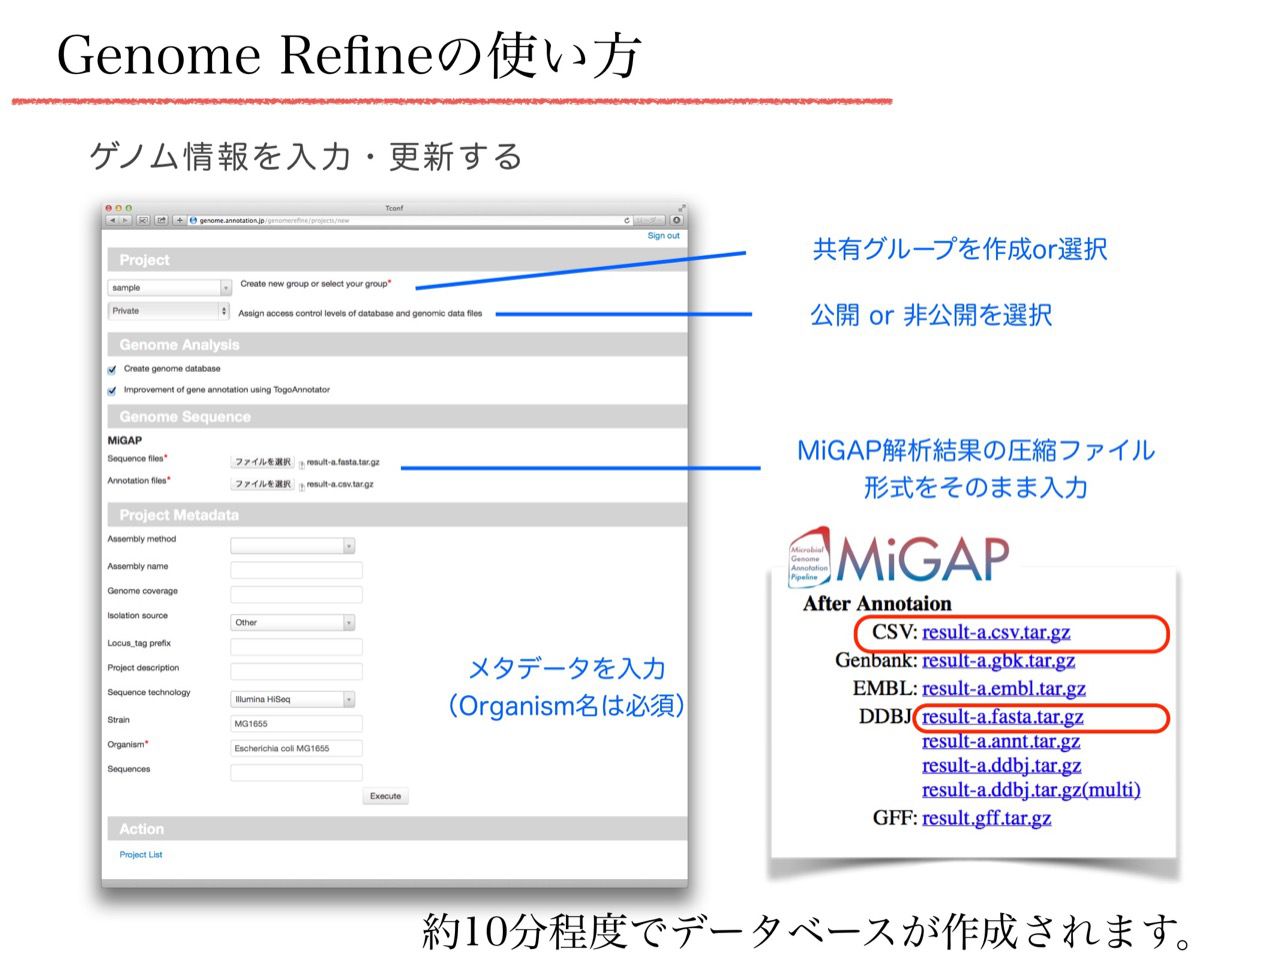 Genome Refineの使い方
ゲノム情報を入力・更新する
Tconf
genome.annotation.jp/genomerefine/projects/new
リーダー
Sign out
Project
sample
Create new group or select your group*
共有グループを作成or選択
Private
Assign access control levels of database and genomic data files
公開 or 非公開を選択
Genome Analysis
Create genome database
Improvement of gene annotation using TogoAnnotator
Genome Sequence
MiGAP
Sequence files*
ファイルを選択
result-a.fasta.tar.gz
Annotation files*
ファイルを選択
result-a.csv.tar.gz
MiGAP解析結果の圧縮ファイル
形式をそのまま入力
Project Metadata
Assembly method
Assembly name
Genome coverage
Isolation source
Other
Locus_tag prefix
Project description
Sequence technology
Illumina HiSeq
Strain
MG1655
Organism*
Escherichia coli MG1655
Sequences
Execute
メタデータを入力
（Organism名は必須）
Action
Project List
Microbial
Genome
Annotation
Pipeline
MiGAP
After Annotaion
CSV: result-a.csv.tar.gz
Genbank: result-a.gbk.tar.gz
EMBL: result-a.embl.tar.gz
DDBJ result-a.fasta.tar.gz
result-a.annt.tar.gz
result-a.ddbj.tar.gz
result-a.ddbj.tar.gz(multi)
GFF: result.gff.tar.gz
約10分程度でデータベースが作成されます。